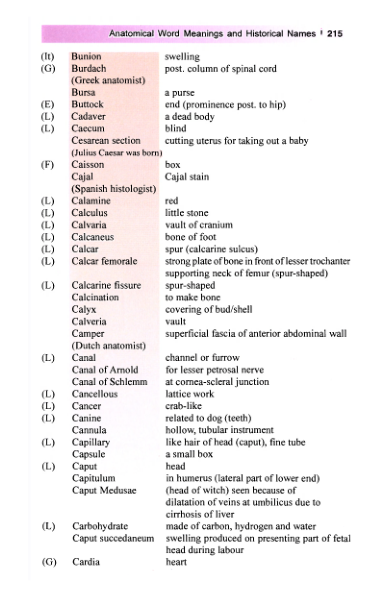 Anatomical Word Meanings and Historical Names 215
(It) Bunion swelling
(G) Burdach post. column of spinal cord
(Greek anatomist)
Bursa a purse
(E) Buttock end (prominence post. to hip)
(L) Cadaver a dead body
(L) Caecum blind
Cesarean section cutting uterus for taking out a baby
(Julius Caesar was born)
(F) Caisson box
Cajal Cajal stain
(Spanish histologist)
(L) Calamine red
(L) Calculus little stone
(L) Calvaria vault of cranium
(L) Calcaneus bone of foot
(L) Calcar spur (calcarine sulcus)
(L) Calcar femorale strong plate of bone in front of lesser trochanter
supporting neck of femur (spur-shaped)
(L) Calcarine fissure spur-shaped
Calcination to make bone
Calyx covering of bud/shell
Calveria vault
Camper superficial fascia of anterior abdominal wall
(Dutch anatomist)
(L) Canal channel or furrow
Canal of Arnold for lesser petrosal nerve
Canal of Schlemm at cornea-scleral junction
(L) Cancellous lattice work
(L) Cancer crab-like
(L) Canine related to dog (teeth)
Cannula hollow, tubular instrument
(L) Capillary like hair of head (caput), fine tube
Capsule a small box
(L) Caput head
Capitulum in humerus (lateral part of lower end)
Caput Medusae (head of witch) seen because of
dilatation of veins at umbilicus due to
cirrhosis of liver
(L) Carbohydrate made of carbon, hydrogen and water
Caput succedaneum swelling produced on presenting part of fetal
head during labour
(G) Cardia heart